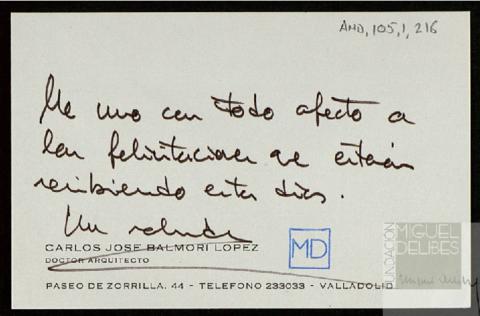 AMD,105,1,216
Me uno con todo afecto a
las felicitaciones que estarás
recibiendo estos días.
Un saludo
CARLOS JOSE BALMORI LOPEZ
DOCTOR ARQUITECTO
MD
PASEO DE ZORRILLA, 44 - TELEFONO 233033 - VALLADOLID
FUNDACIÓN
MIGUEL
DELIBES